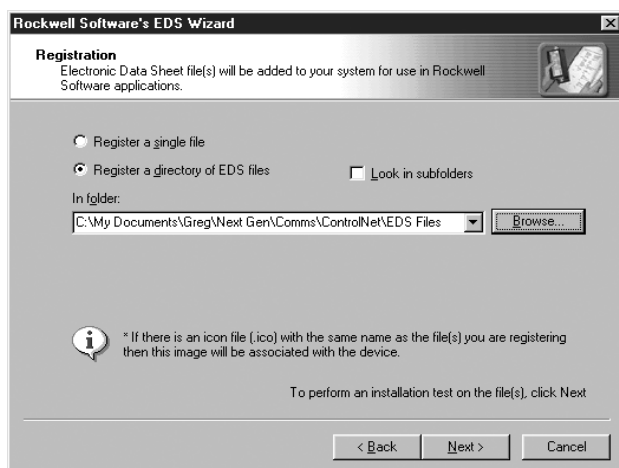 Rockwell Software's EDS Wizard
Registration
Electronic Data Sheet file(s) will be added to your system for use in Rockwell
Software applications.
Register a single file
Register a directory of EDS files
Look in subfolders
In folder:
C:\My Documents\Greg\Next Gen\Comms\ControlNet\EDS Files
Browse...
* If there is an icon file (.ico) with the same name as the file(s) you are registering
then this image will be associated with the device.
To perform an installation test on the file(s), click Next
< Back
Next >
Cancel